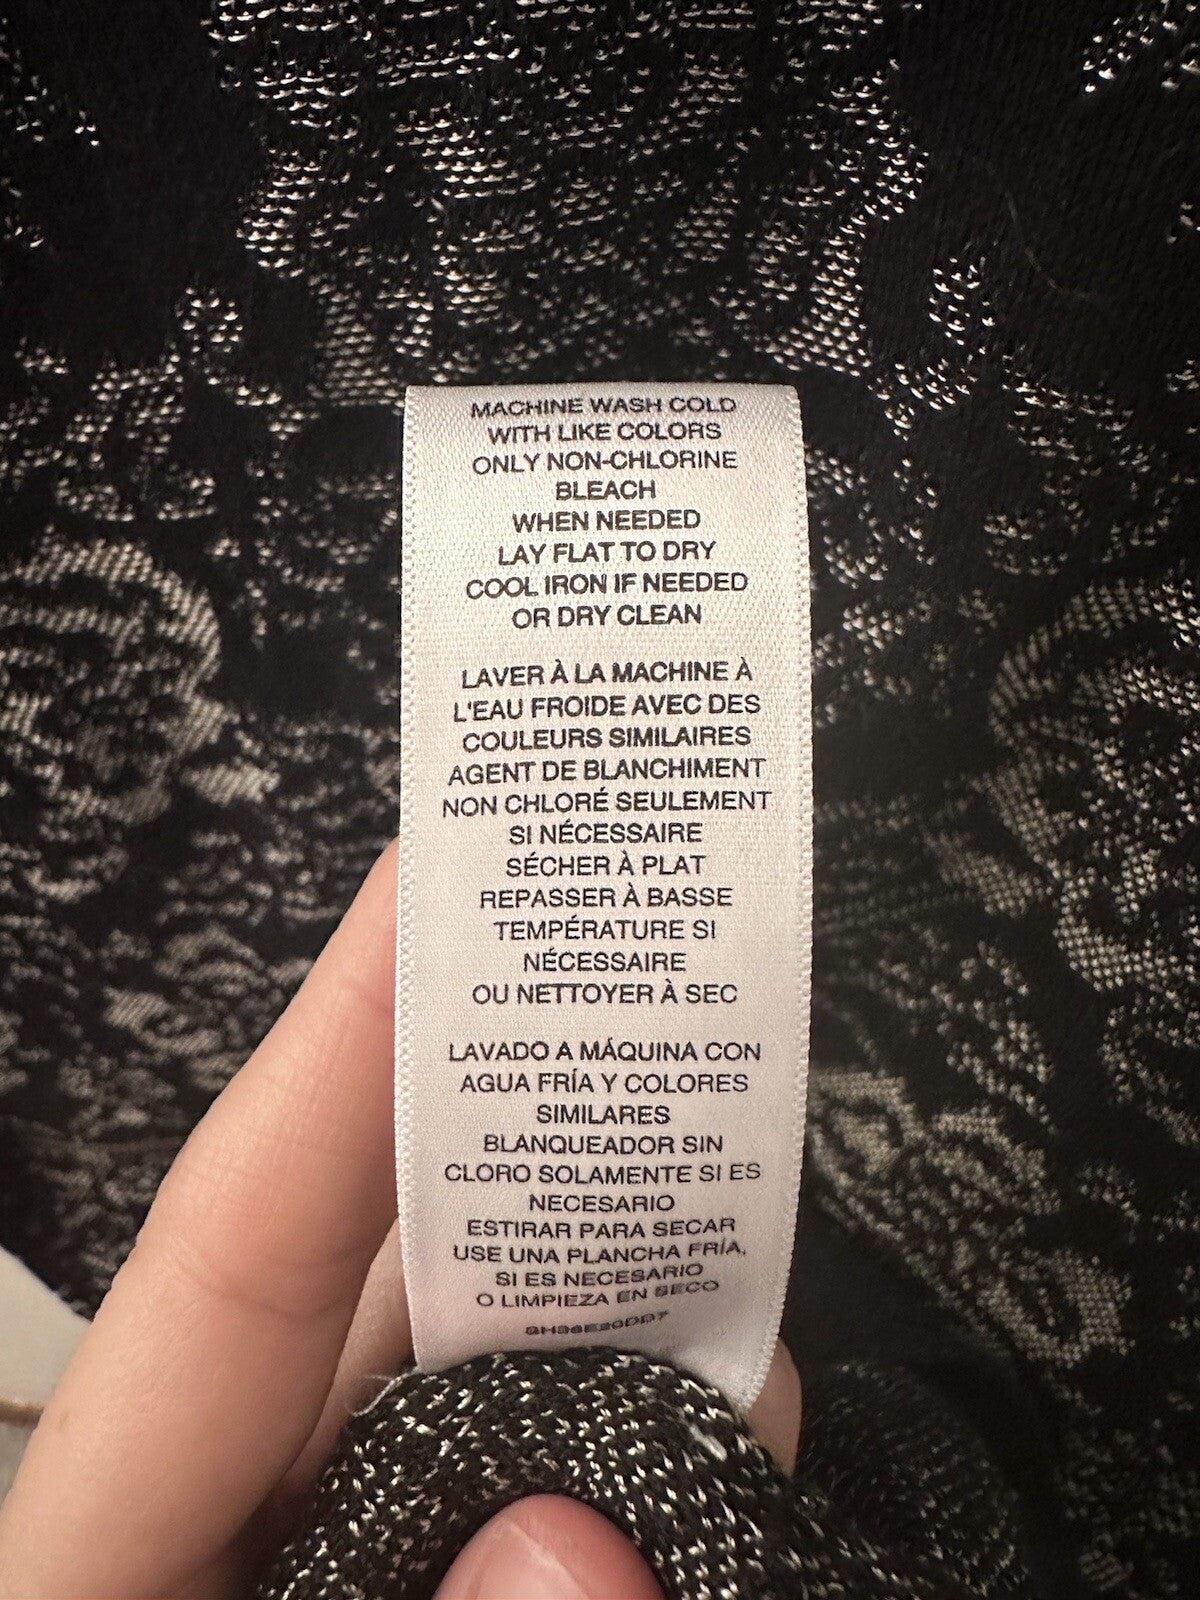 MACHINE WASH COLD
WITH LIKE COLORS
ONLY NON-CHLORINE
BLEACH
WHEN NEEDED
LAY FLAT TO DRY
COOL IRON IF NEEDED
OR DRY CLEAN
LAVER À LA MACHINE À
L'EAU FROIDE AVEC DES
COULEURS SIMILAIRES
AGENT DE BLANCHIMENT
NON CHLORÉ SEULEMENT
SI NÉCESSAIRE
SÉCHER À PLAT
REPASSER À BASSE
TEMPÉRATURE SI
NÉCESSAIRE
OU NETTOYER À SEC
LAVADO A MÁQUINA CON
AGUA FRÍA Y COLORES
SIMILARES
BLANQUEADOR SIN
CLORO SOLAMENTE SI ES
NECESARIO
ESTIRAR PARA SECAR
USE UNA PLANCHA FRÍA,
SI ES NECESARIO
O LIMPIEZA EN SECO